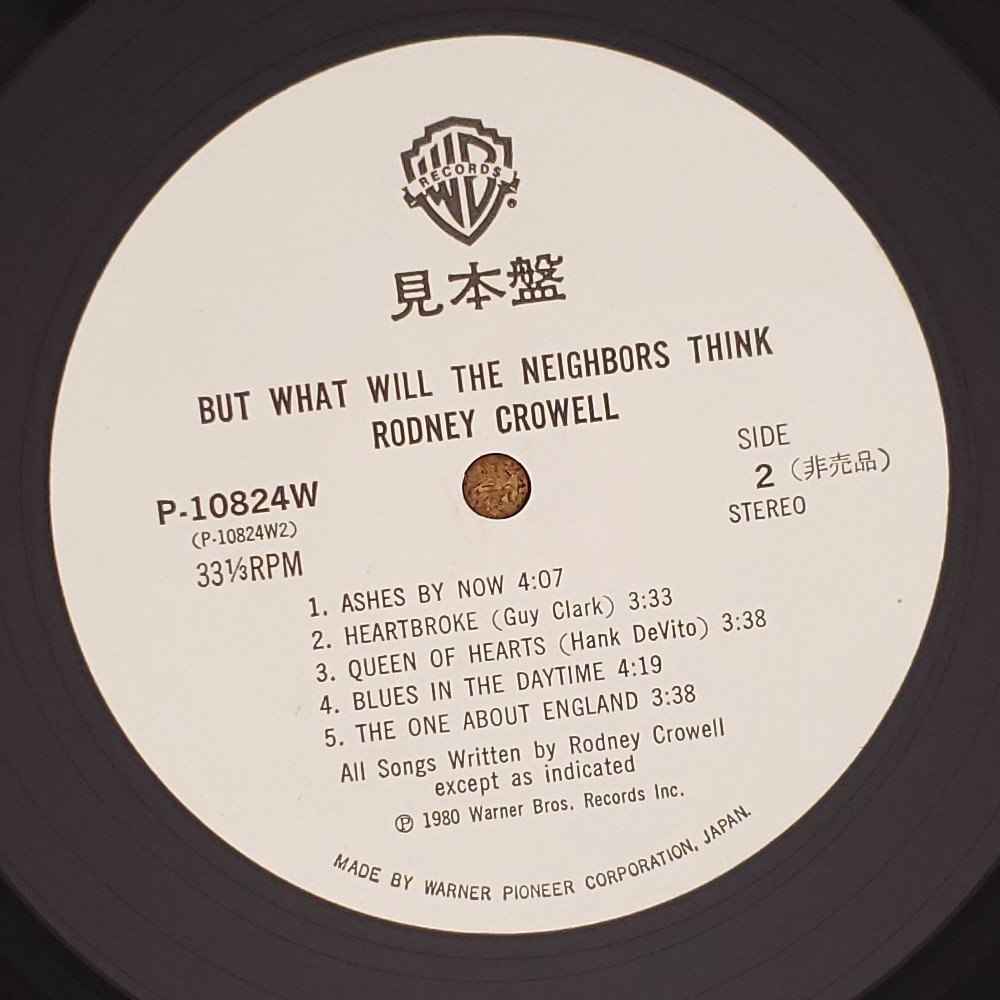 WB
RECORDS
®
見本盤
BUT WHAT WILL THE NEIGHBORS THINK
RODNEY CROWELL
P-10824W
(P-10824W2)
33⅓RPM
SIDE
2 (非売品)
STEREO
1. ASHES BY NOW 4:07
2. HEARTBROKE (Guy Clark) 3:33
3. QUEEN OF HEARTS (Hank DeVito) 3:38
4. BLUES IN THE DAYTIME 4:19
5. THE ONE ABOUT ENGLAND 3:38
All Songs Written by Rodney Crowell
except as indicated
℗ 1980 Warner Bros. Records Inc.
MADE BY WARNER PIONEER CORPORATION, JAPAN.